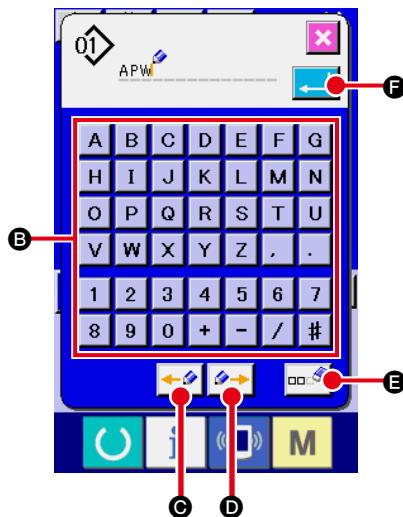 01
APW
F
A B C D E F G
H I J K L M N
O P Q R S T U
B
V W X Y Z , .
1 2 3 4 5 6 7
8 9 0 + - / #
E
i M
C D